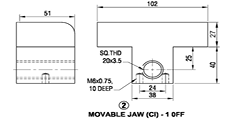 51
102
27
SQ.THD
20x3.5
25
40
M6x0.75,
10 DEEP
24
38
2
MOVABLE JAW (CI) - 1 0FF